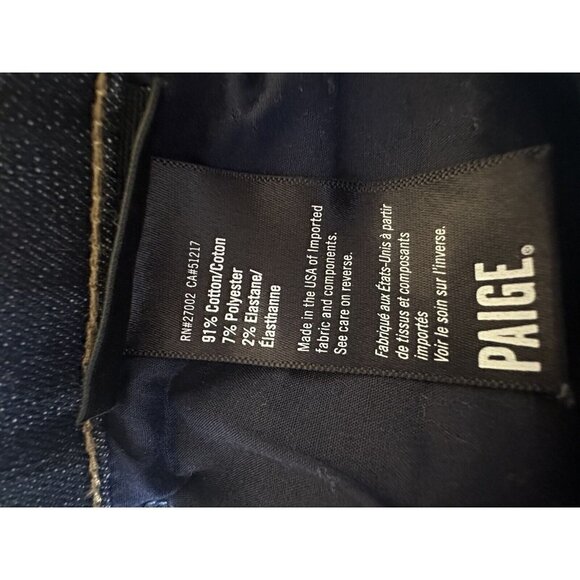 RN#27002 CA#51217
91% Cotton/Coton
7% Polyester
2% Elastane/
Élasthanne
Made in the USA of Imported
fabric and components.
See care on reverse.
Fabriqué aux États-Unis à partir
de tissus et composants
importés
Voir le soin sur l'inverse.
PAIGE®